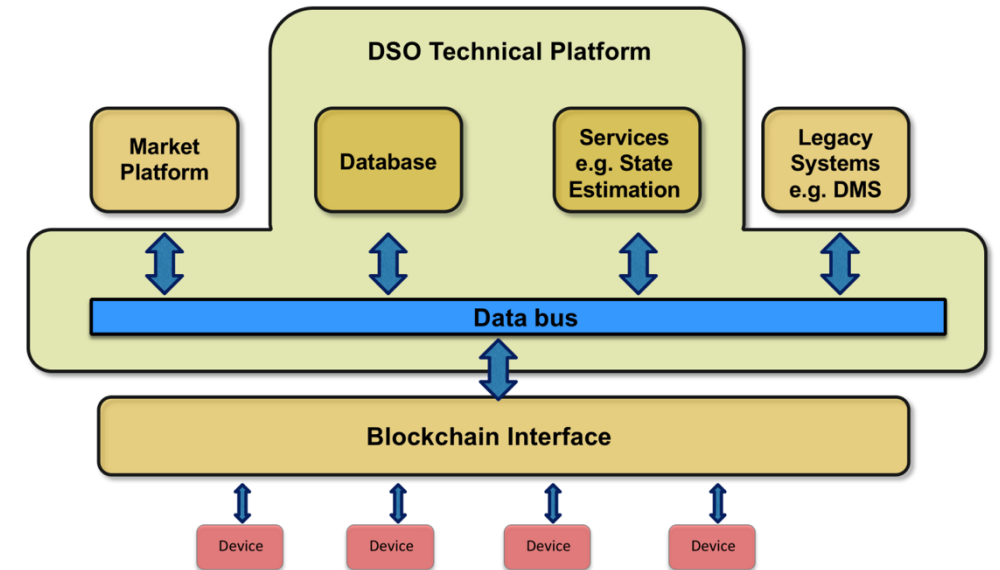 DSO Technical Platform
Market
Platform
Database
Services
e.g. State
Estimation
Legacy
Systems
e.g. DMS
Data bus
Blockchain Interface
Device
Device
Device
Device